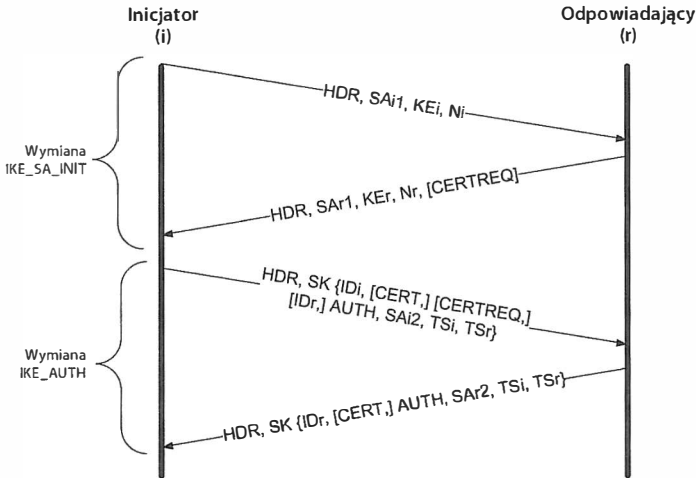 Inicjator
(i)
Odpowiadający
(r)
HDR, SAi1, KEi, Ni
Wymiana
IKE_SA_INIT
HDR, SAr1, KEr, Nr, [CERTREQ]
HDR, SK {IDi, [CERT,] [CERTREQ,]
[IDr,] AUTH, SAi2, TSi, TSr}
Wymiana
IKE_AUTH
HDR, SK {IDr, [CERT,] AUTH, SAr2, TSi, TSr}